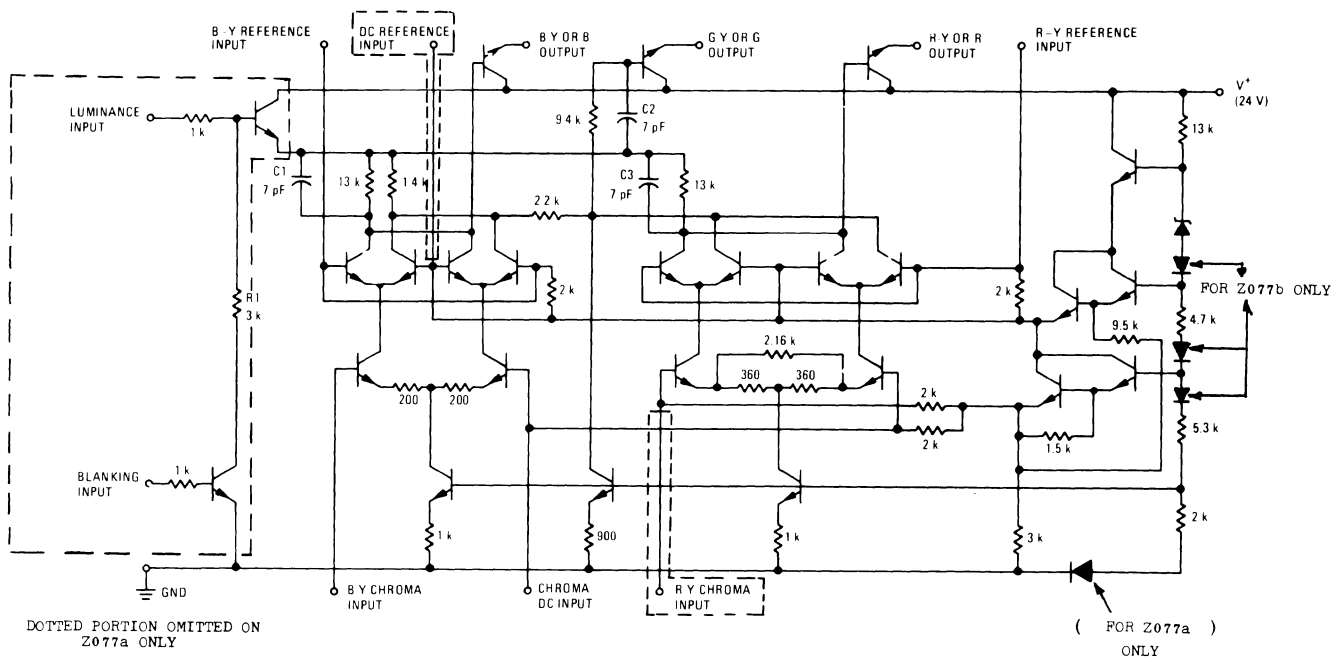 B-Y REFERENCE
INPUT
DC REFERENCE
INPUT
B Y OR B
OUTPUT
G Y OR G
OUTPUT
R-Y OR R
OUTPUT
R-Y REFERENCE
INPUT
V+
(24 V)
LUMINANCE
INPUT
1k
C2
7 pF
9 4 k
13 k
C1
7 pF
13 k
1 4 k
C3
7 pF
13 k
2.2 k
R1
3 k
2 k
2 k
FOR Z077b ONLY
4.7 k
9.5 k
2.16 k
360
360
200
200
2 k
2 k
1.5 k
5.3 k
BLANKING
INPUT
1k
1 k
900
1 k
3 k
2 k
GND
B Y CHROMA
INPUT
CHROMA
DC INPUT
R Y CHROMA
INPUT
DOTTED PORTION OMITTED ON
Z077a ONLY
( FOR Z077a )
ONLY